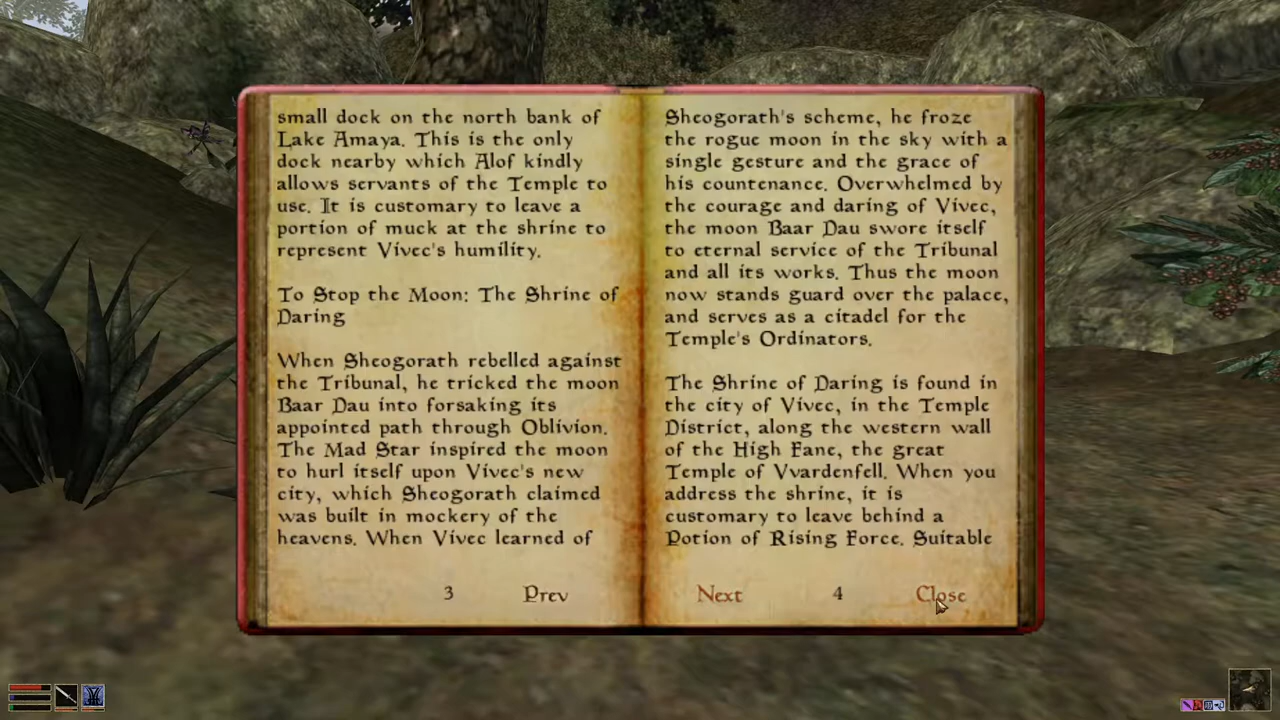 small dock on the north bank of
Lake Amaya. This is the only
dock nearby which Alof kindly
allows servants of the Temple to
use. It is customary to leave a
portion of muck at the shrine to
represent Vivec's humility.
To Stop the Moon: The Shrine of
Daring
When Sheogorath rebelled against
the Tribunal, he tricked the moon
Baar Dau into forsaking its
appointed path through Oblivion.
The Mad Star inspired the moon
to hurl itself upon Vivec's new
city, which Sheogorath claimed
was built in mockery of the
heavens. When Vivec learned of
3 Prev
Sheogorath's scheme, he froze
the rogue moon in the sky with a
single gesture and the grace of
his countenance. Overwhelmed by
the courage and daring of Vivec,
the moon Baar Dau swore itself
to eternal service of the Tribunal
and all its works. Thus the moon
now stands guard over the palace,
and serves as a citadel for the
Temple's Ordinators.
The Shrine of Daring is found in
the city of Vivec, in the Temple
District, along the western wall
of the High Fane, the great
Temple of Vvardenfell. When you
address the shrine, it is
customary to leave behind a
Potion of Rising Force. Suitable
Next 4 Close